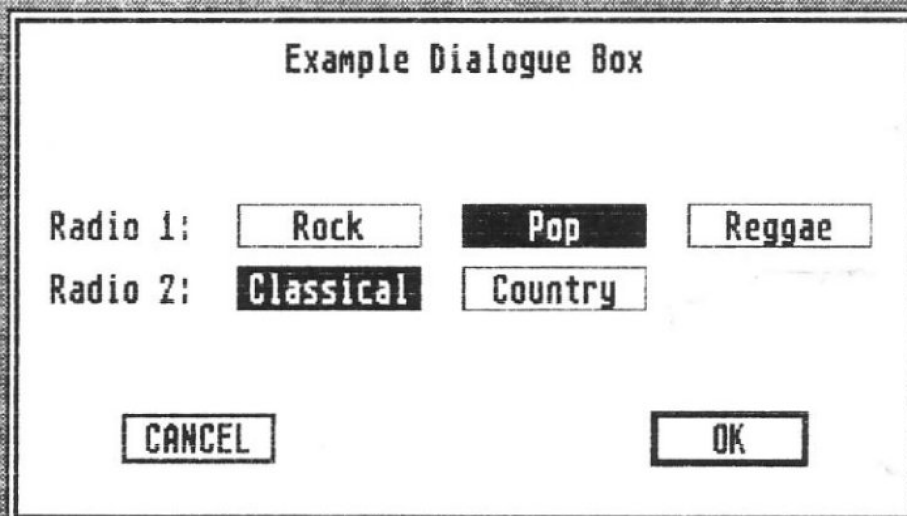 Example Dialogue Box
Radio 1: Rock Pop Reggae
Radio 2: Classical Country
CANCEL OK